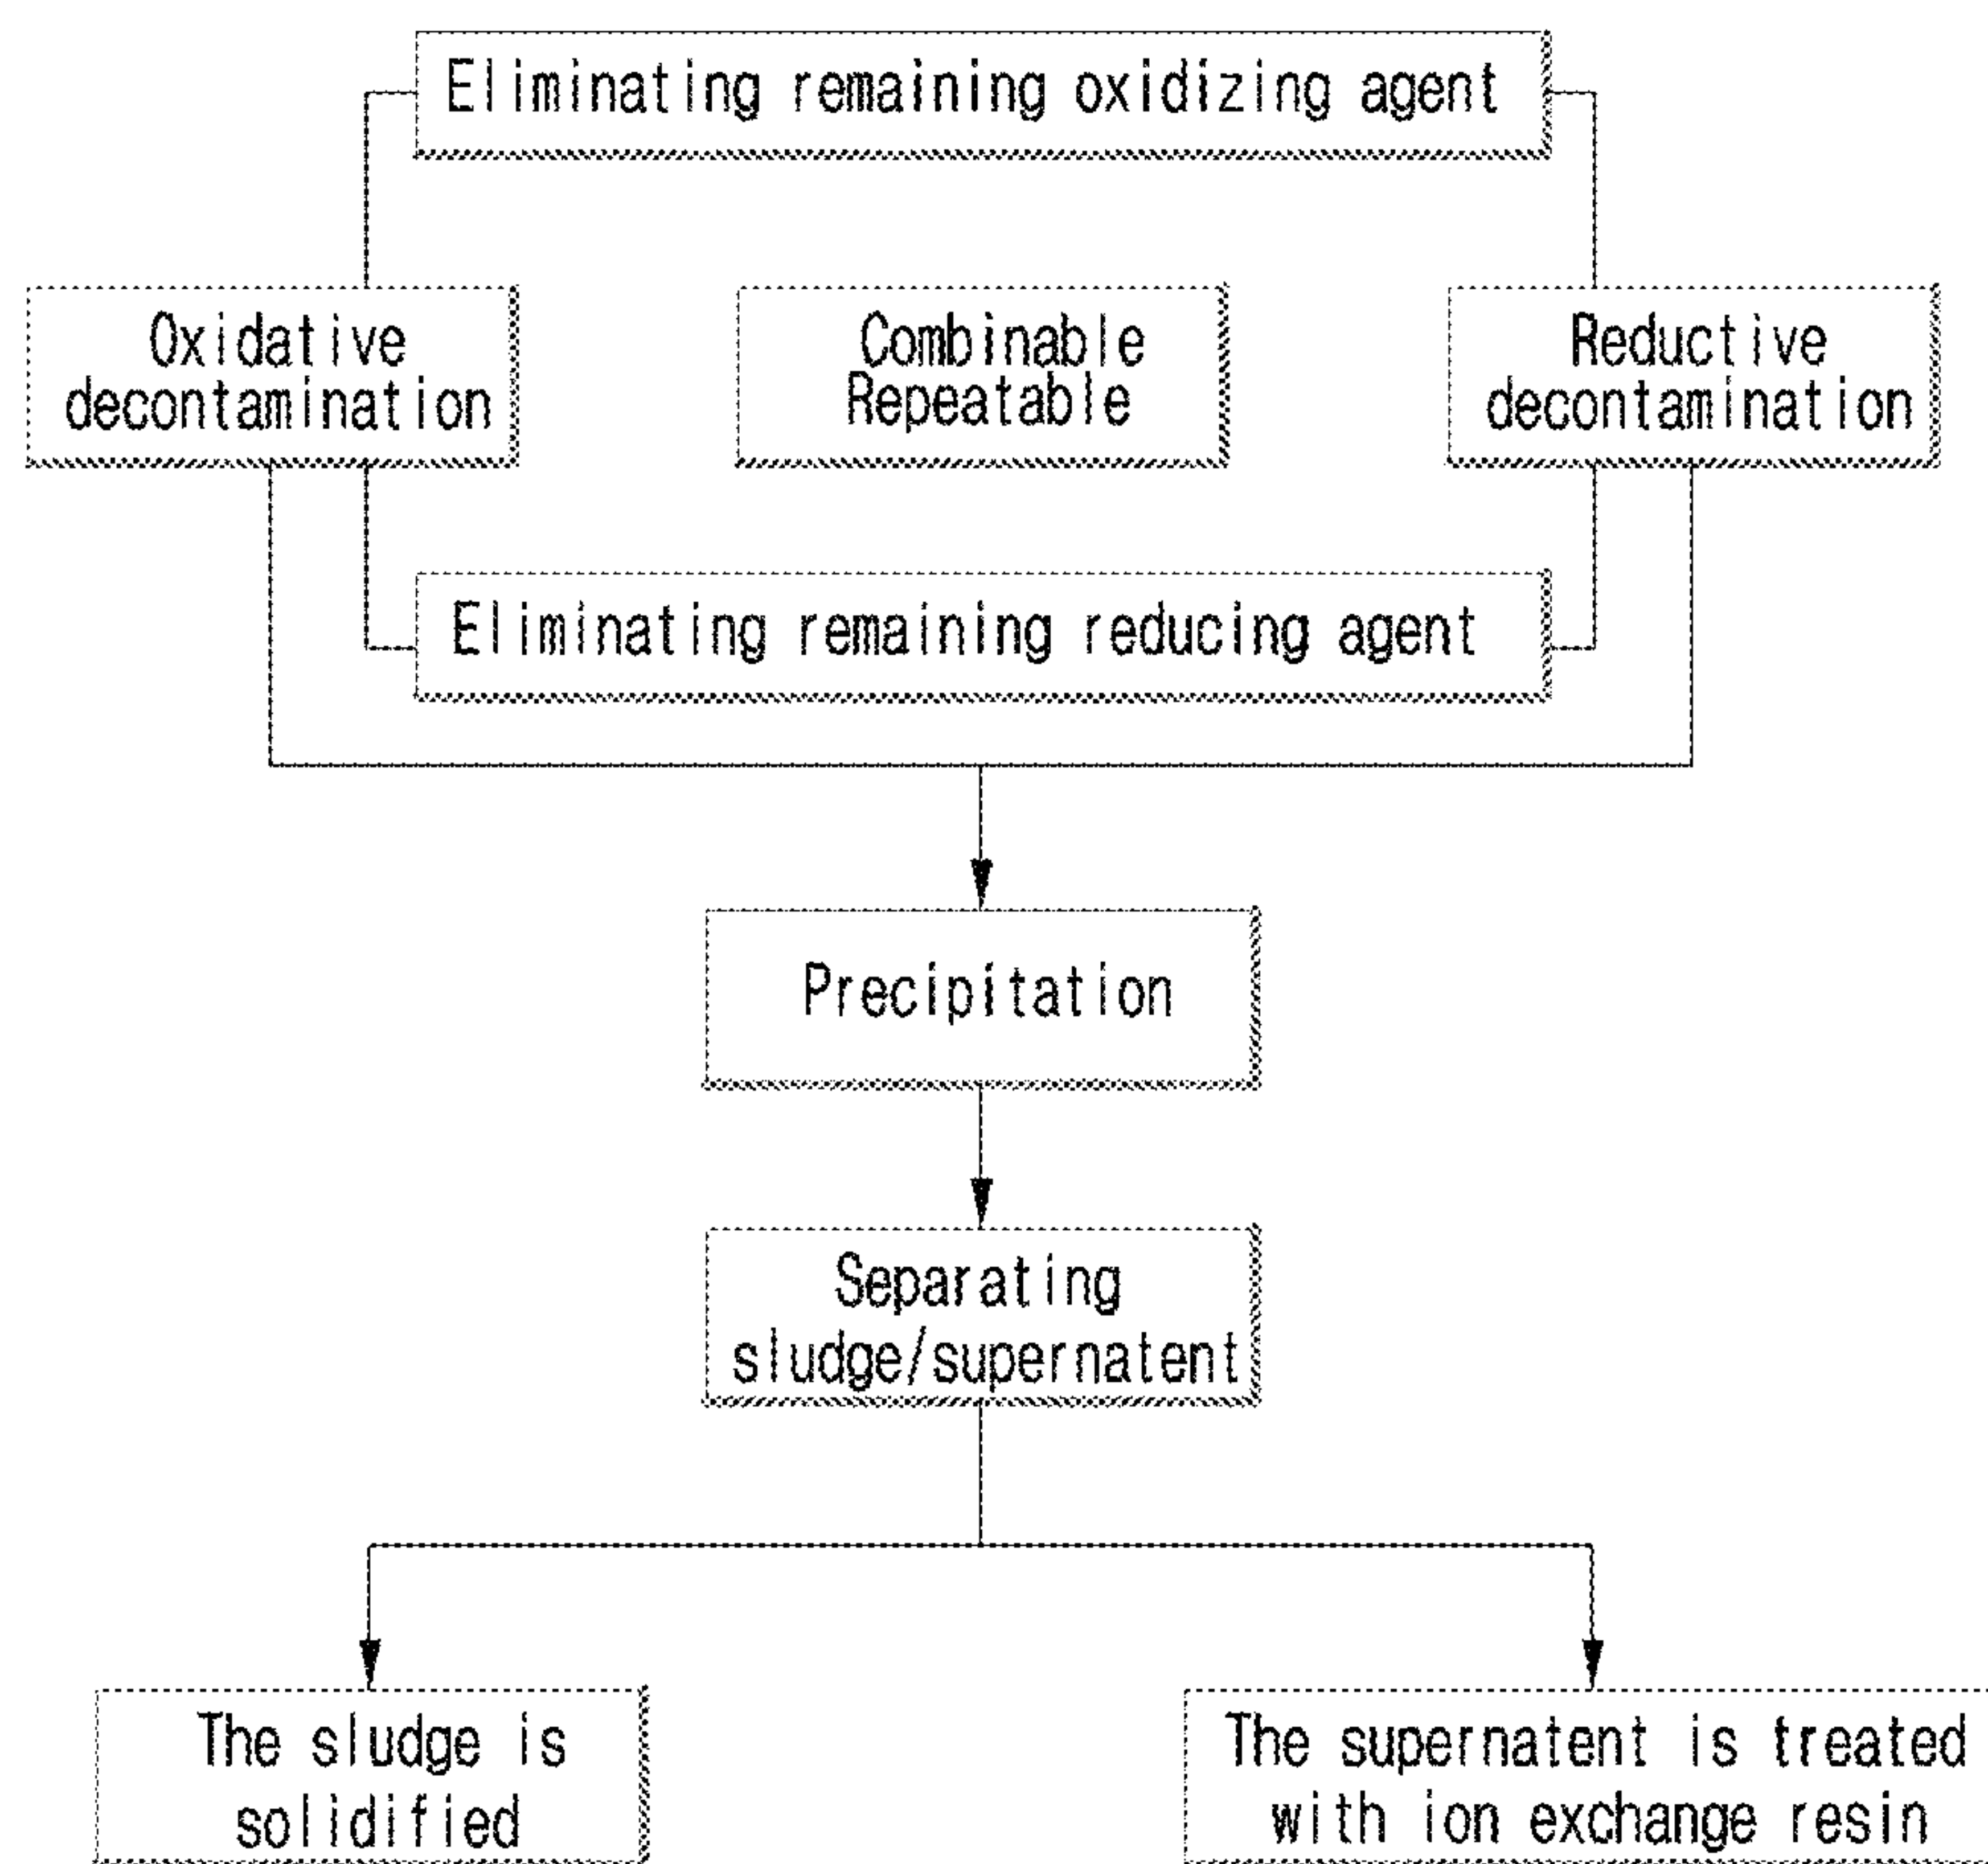 Eliminating remaining oxidizing agent
Oxidative
decontamination
Combinable
Repeatable
Reductive
decontamination
Eliminating remaining reducing agent
Precipitation
Separating
sludge/supernatent
The sludge is
solidified
The supernatent is treated
with ion exchange resin